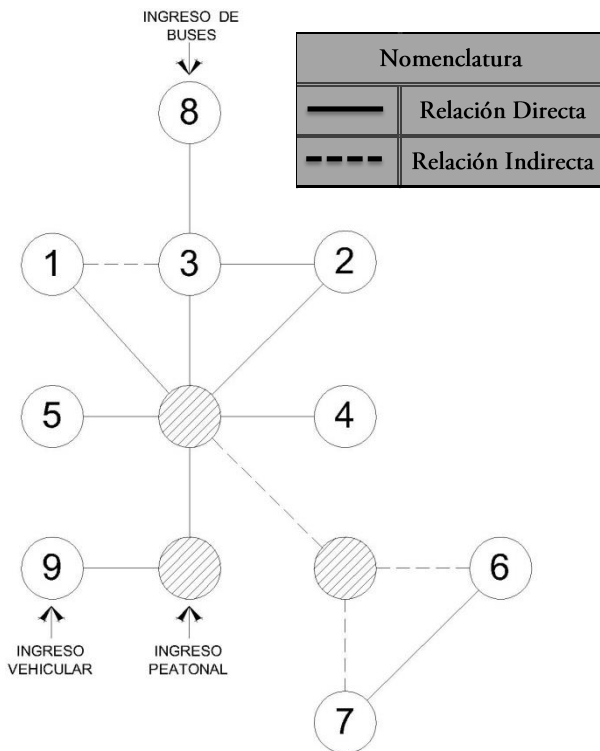 INGRESO DE
BUSES
Nomenclatura
Relación Directa
Relación Indirecta
8
1
3
2
5
4
9
6
INGRESO
VEHICULAR
INGRESO
PEATONAL
7